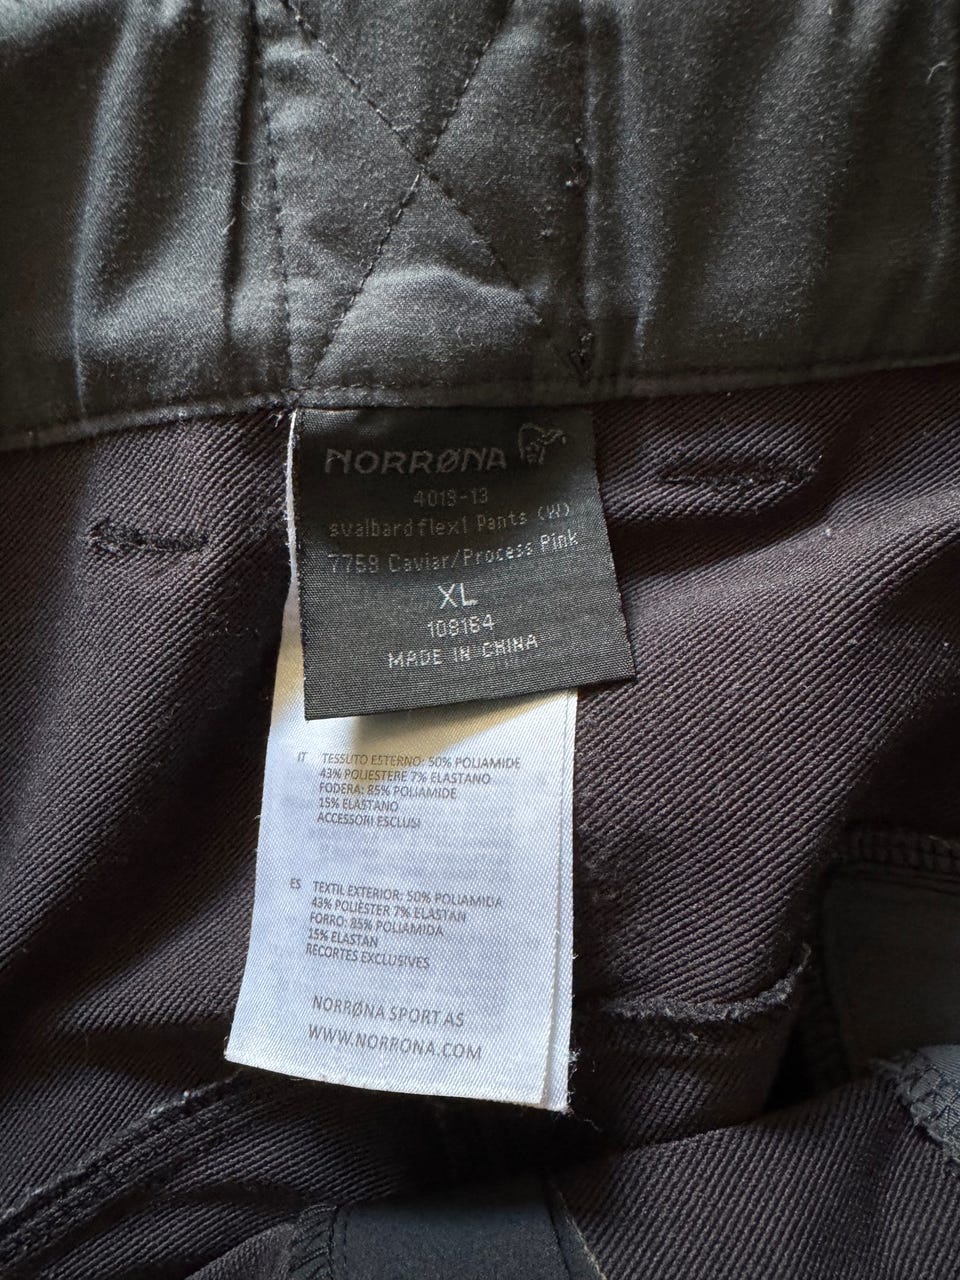 NORRØNA
4013-13
svalbard flex1 Pants (W)
7759 Caviar/Process Pink
XL
109164
MADE IN CHINA
IT TESSUTO ESTERNO: 50% POLIAMIDE
43% POLIESTERE 7% ELASTANO
FODERA: 85% POLIAMIDE
15% ELASTANO
ACCESSORI ESCLUSI
ES TEXTIL EXTERIOR: 50% POLIAMIDA
43% POLIÉSTER 7% ELASTAN
FORRO: 85% POLIAMIDA
15% ELASTAN
RECORTES EXCLUSIVES
NORRØNA SPORT AS
WWW.NORRONA.COM